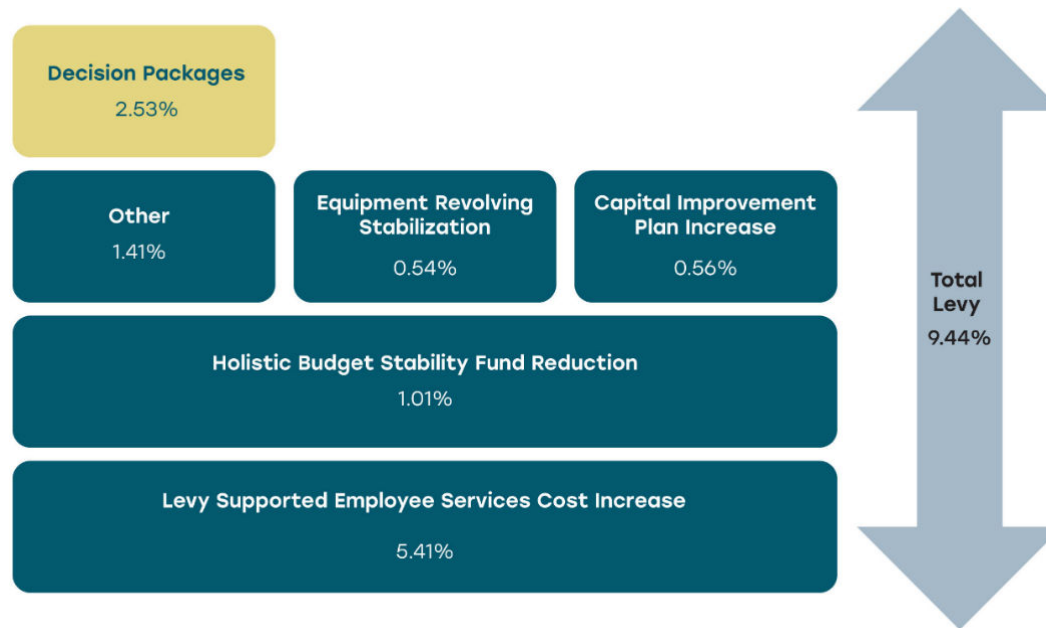 Decision Packages
2.53%
Other
1.41%
Equipment Revolving
Stabilization
0.54%
Capital Improvement
Plan Increase
0.56%
Holistic Budget Stability Fund Reduction
1.01%
Levy Supported Employee Services Cost Increase
5.41%
Total
Levy
9.44%